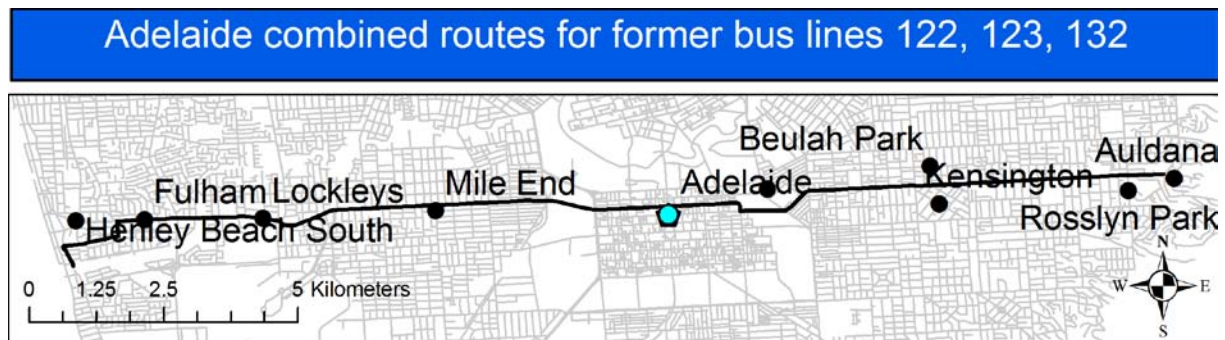 Adelaide combined routes for former bus lines 122, 123, 132
Beulah Park
Auldana
Fulham Lockleys
Mile End
Adelaide
Kensington
Henley Beach South
Rosslyn Park
N
W E
S
0 1.25 2.5 5 Kilometers